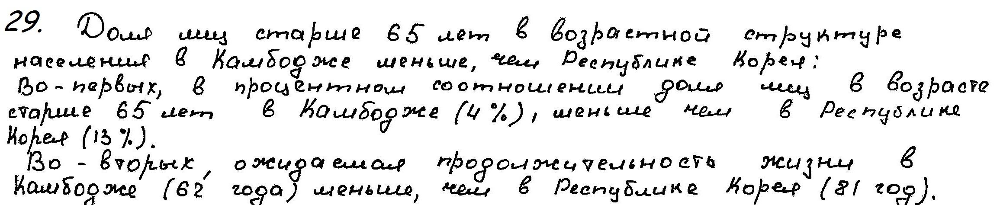 29. Доля лиц старше 65 лет в возрастной структуре
населения в Камбодже меньше, чем Республике Корея:
Во-первых, в процентном соотношении доля лиц в возрасте
старше 65 лет в Камбодже (4%), меньше чем в Республике
Корея (13%).
Во - вторых, ожидаемая продолжительность жизни в
Камбодже (62 года) меньше, чем в Республике Корея (81 год).